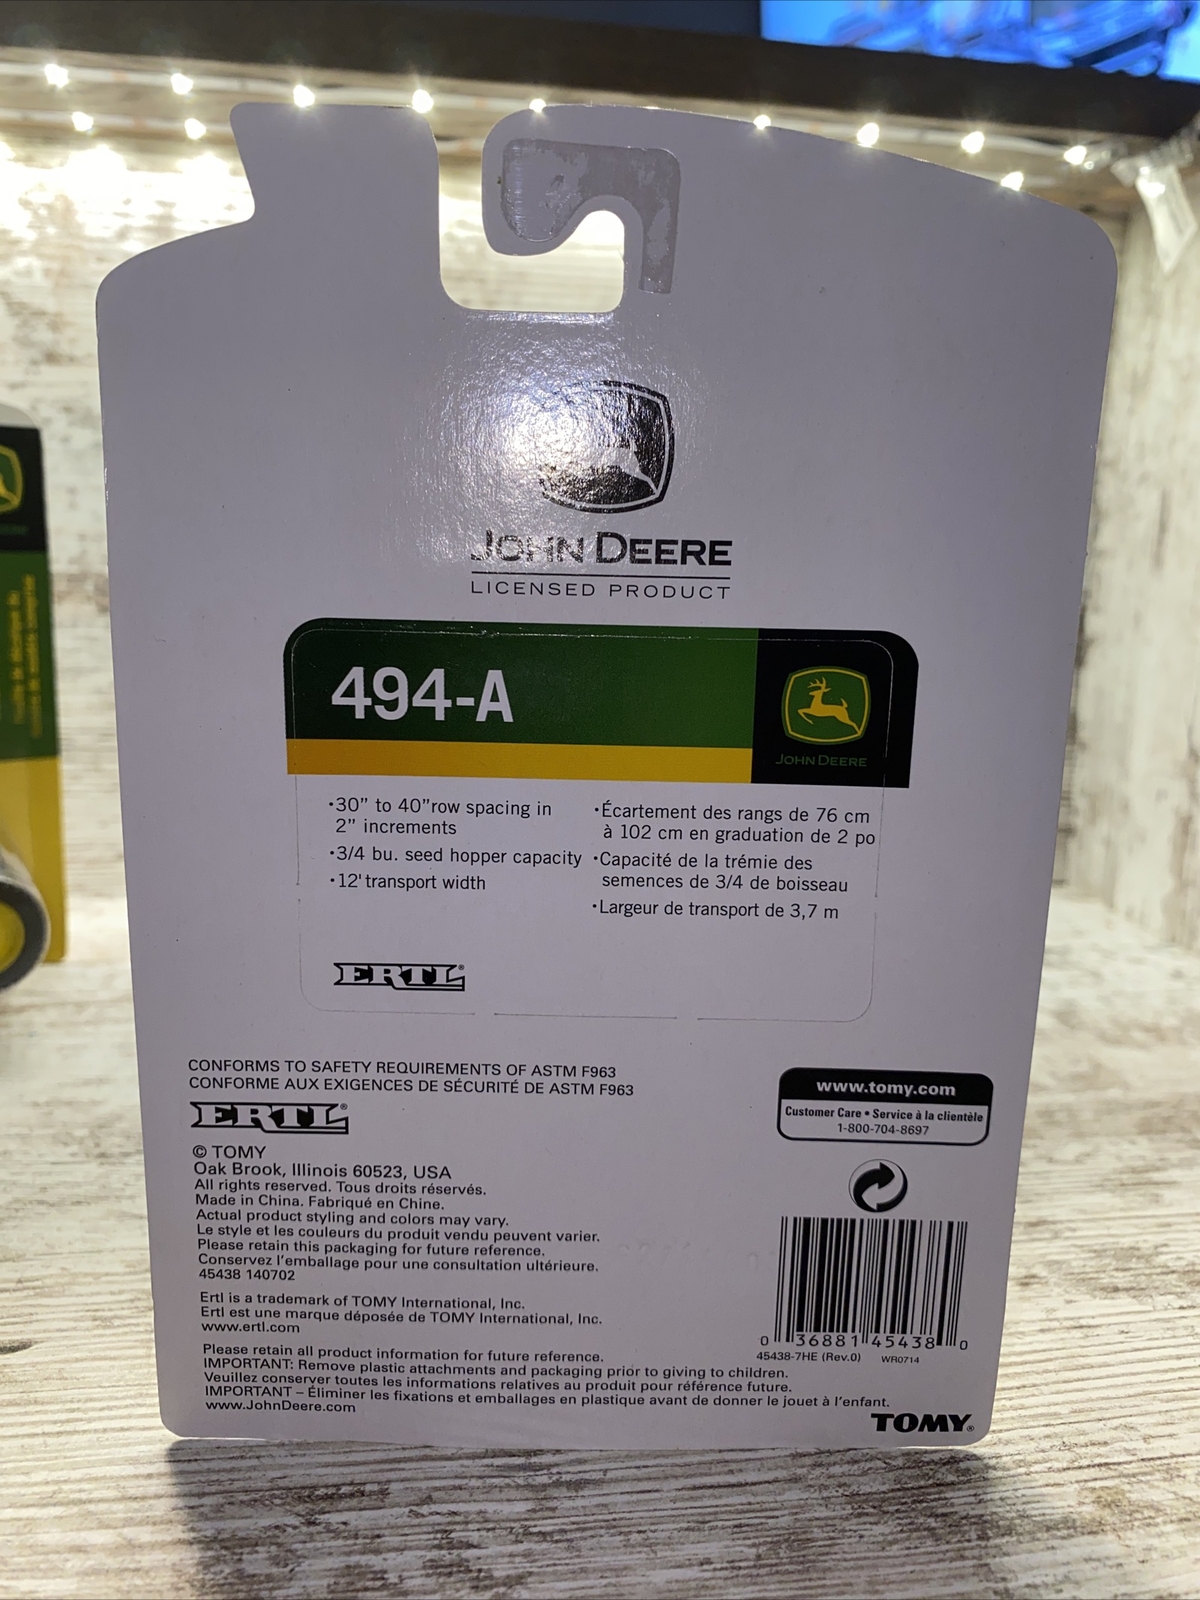 JOHN DEERE
LICENSED PRODUCT
494-A
JOHN DEERE
•30” to 40”row spacing in
2” increments
•3/4 bu. seed hopper capacity
•12' transport width
•Écartement des rangs de 76 cm
à 102 cm en graduation de 2 po
•Capacité de la trémie des
semences de 3/4 de boisseau
•Largeur de transport de 3,7 m
ERTL®
CONFORMS TO SAFETY REQUIREMENTS OF ASTM F963
CONFORME AUX EXIGENCES DE SÉCURITÉ DE ASTM F963
ERTL®
© TOMY
Oak Brook, Illinois 60523, USA
All rights reserved. Tous droits réservés.
Made in China. Fabriqué en Chine.
Actual product styling and colors may vary.
Le style et les couleurs du produit vendu peuvent varier.
Please retain this packaging for future reference.
Conservez l'emballage pour une consultation ultérieure.
45438 140702
Ertl is a trademark of TOMY International, Inc.
Ertl est une marque déposée de TOMY International, Inc.
www.ertl.com
Please retain all product information for future reference.
IMPORTANT: Remove plastic attachments and packaging prior to giving to children.
Veuillez conserver toutes les informations relatives au produit pour référence future.
IMPORTANT – Éliminer les fixations et emballages en plastique avant de donner le jouet à l'enfant.
www.JohnDeere.com
www.tomy.com
Customer Care • Service à la clientèle
1-800-704-8697
0 36881 45438 0
45438-7HE (Rev.0) WR0714
TOMY®